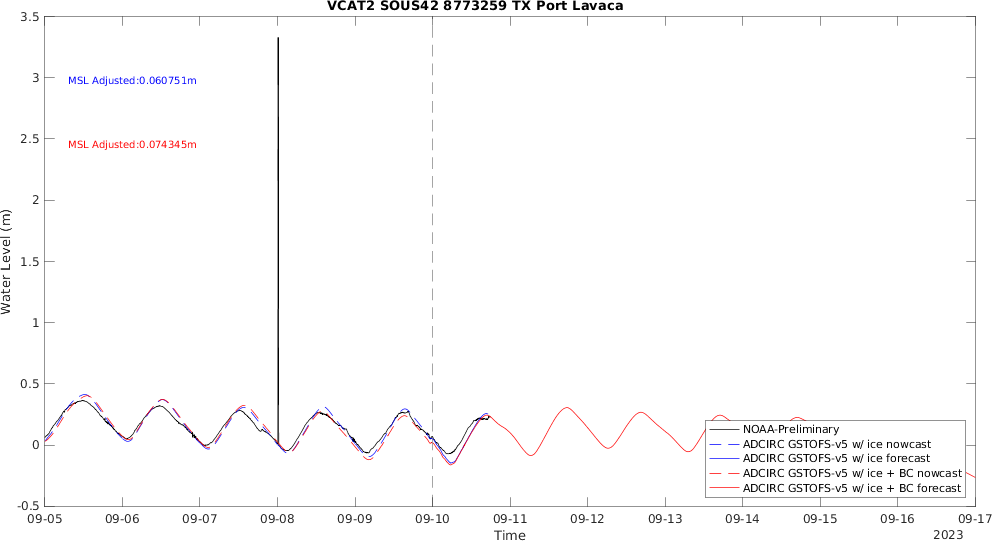 VCAT2 SOUS42 8773259 TX Port Lavaca
3.5
3
2.5
2
1.5
1
0.5
0
-0.5
Water Level (m)
MSL Adjusted:0.060751m
MSL Adjusted:0.074345m
NOAA-Preliminary
ADCIRC GSTOFS-v5 w/ ice nowcast
ADCIRC GSTOFS-v5 w/ ice forecast
ADCIRC GSTOFS-v5 w/ ice + BC nowcast
ADCIRC GSTOFS-v5 w/ ice + BC forecast
09-05 09-06 09-07 09-08 09-09 09-10 09-11 09-12 09-13 09-14 09-15 09-16 09-17
Time
2023